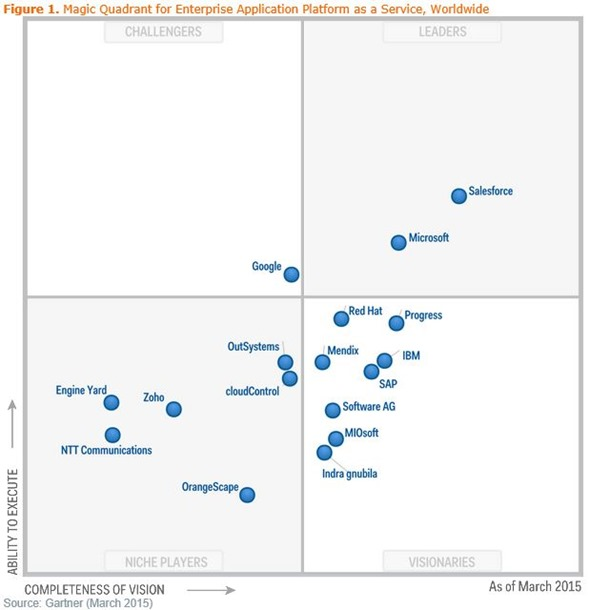 Figure 1. Magic Quadrant for Enterprise Application Platform as a Service, Worldwide
CHALLENGERS
LEADERS
Salesforce
Microsoft
Google
Red Hat
Progress
OutSystems
Mendix
IBM
cloudControl
SAP
Engine Yard
Zoho
Software AG
NTT Communications
MIOsoft
Indra gnubila
OrangeScape
ABILITY TO EXECUTE
NICHE PLAYERS
VISIONARIES
COMPLETENESS OF VISION
As of March 2015
Source: Gartner (March 2015)